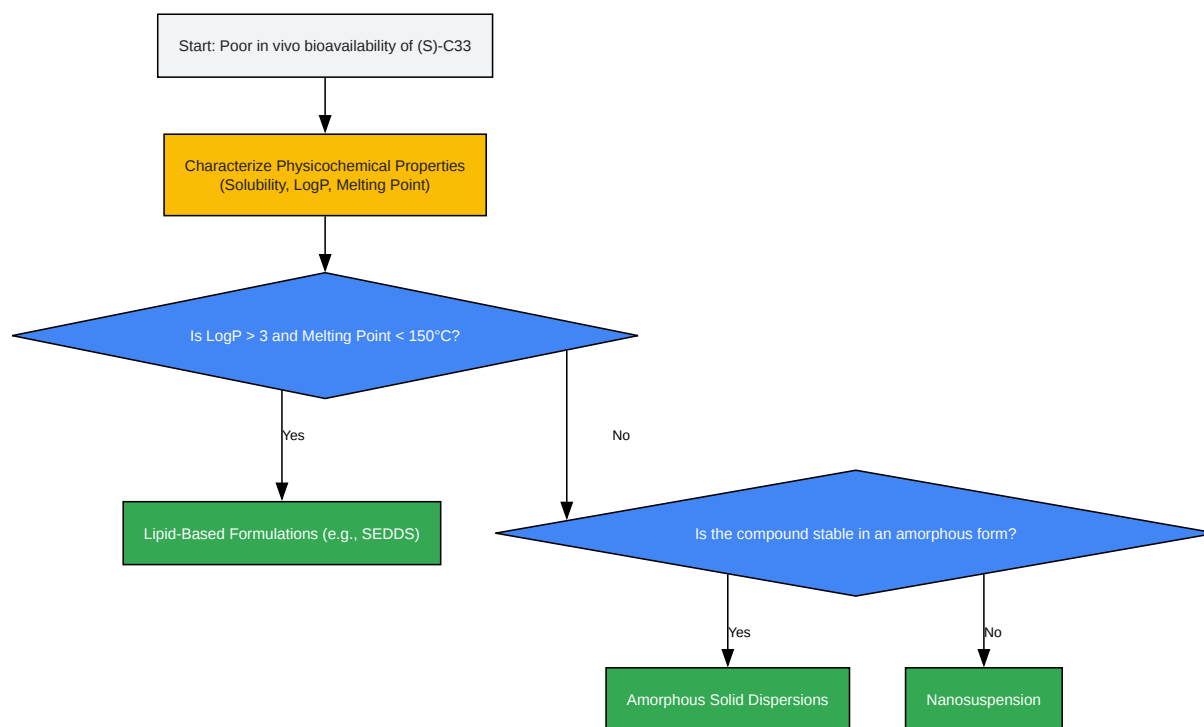 Start: Poor in vivo bioavailability of (S)-C33
Characterize Physicochemical Properties
(Solubility, LogP, Melting Point)
Is LogP > 3 and Melting Point < 150°C?
Yes
No
Lipid-Based Formulations (e.g., SEDDS)
Is the compound stable in an amorphous form?
Yes
No
Amorphous Solid Dispersions
Nanosuspension